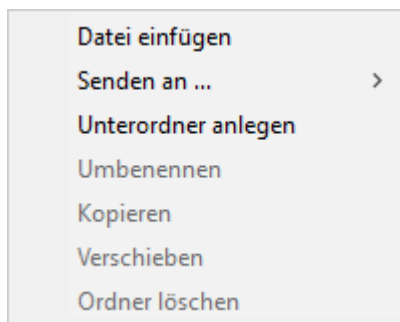 Datei einfügen
Senden an ...
Unterordner anlegen
Umbenennen
Kopieren
Verschieben
Ordner löschen